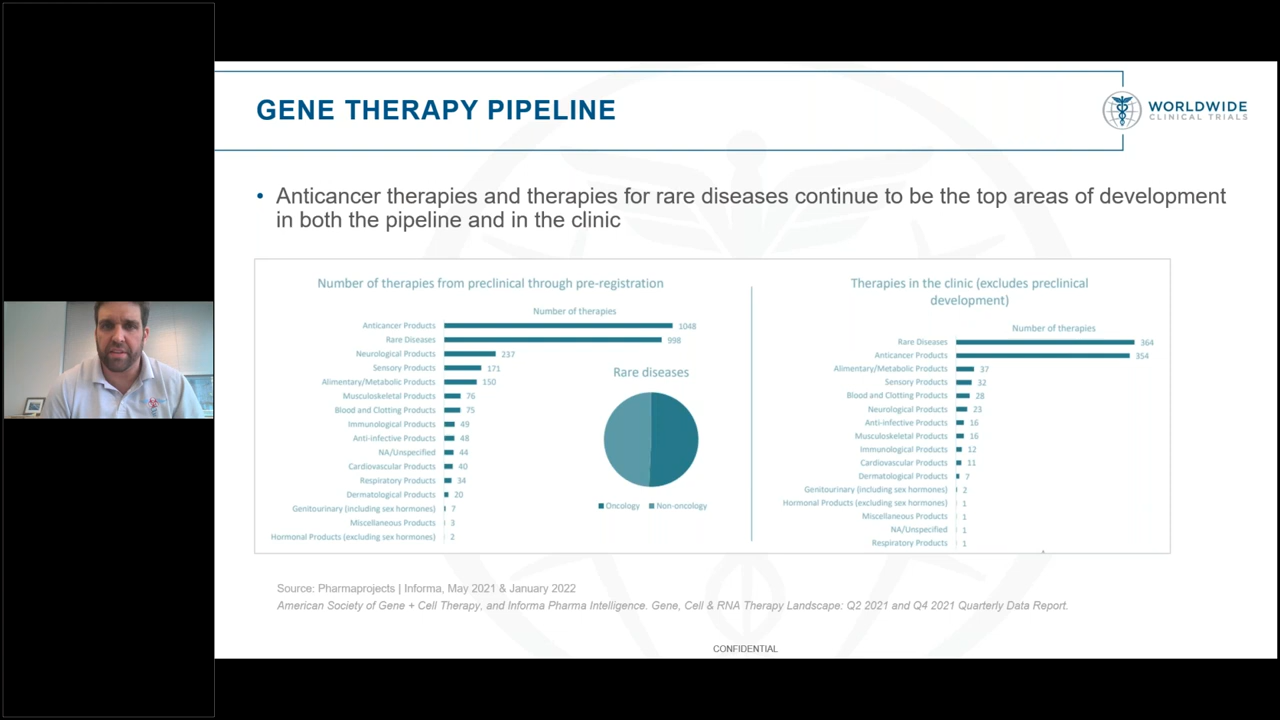 GENE THERAPY PIPELINE
WORLDWIDE
CLINICAL TRIALS
• Anticancer therapies and therapies for rare diseases continue to be the top areas of development
in both the pipeline and in the clinic
Number of therapies from preclinical through pre-registration
Number of therapies
Anticancer Products 1048
Rare Diseases 998
Neurological Products 237
Sensory Products 171
Alimentary/Metabolic Products 150
Musculoskeletal Products 76
Blood and Clotting Products 75
Immunological Products 49
Anti-infective Products 48
NA/Unspecified 44
Cardiovascular Products 40
Respiratory Products 34
Dermatological Products 20
Genitourinary (including sex hormones) 7
Miscellaneous Products 3
Hormonal Products (excluding sex hormones) 2
Rare diseases
Oncology Non-oncology
Therapies in the clinic (excludes preclinical
development)
Number of therapies
Rare Diseases 364
Anticancer Products 354
Alimentary/Metabolic Products 37
Sensory Products 32
Blood and Clotting Products 28
Neurological Products 23
Anti-infective Products 16
Musculoskeletal Products 16
Immunological Products 12
Cardiovascular Products 11
Dermatological Products 7
Genitourinary (including sex hormones) 2
Hormonal Products (excluding sex hormones) 1
Miscellaneous Products 1
NA/Unspecified 1
Respiratory Products 1
Source: Pharmaprojects | Informa, May 2021 & January 2022
American Society of Gene + Cell Therapy, and Informa Pharma Intelligence. Gene, Cell & RNA Therapy Landscape: Q2 2021 and Q4 2021 Quarterly Data Report.
CONFIDENTIAL